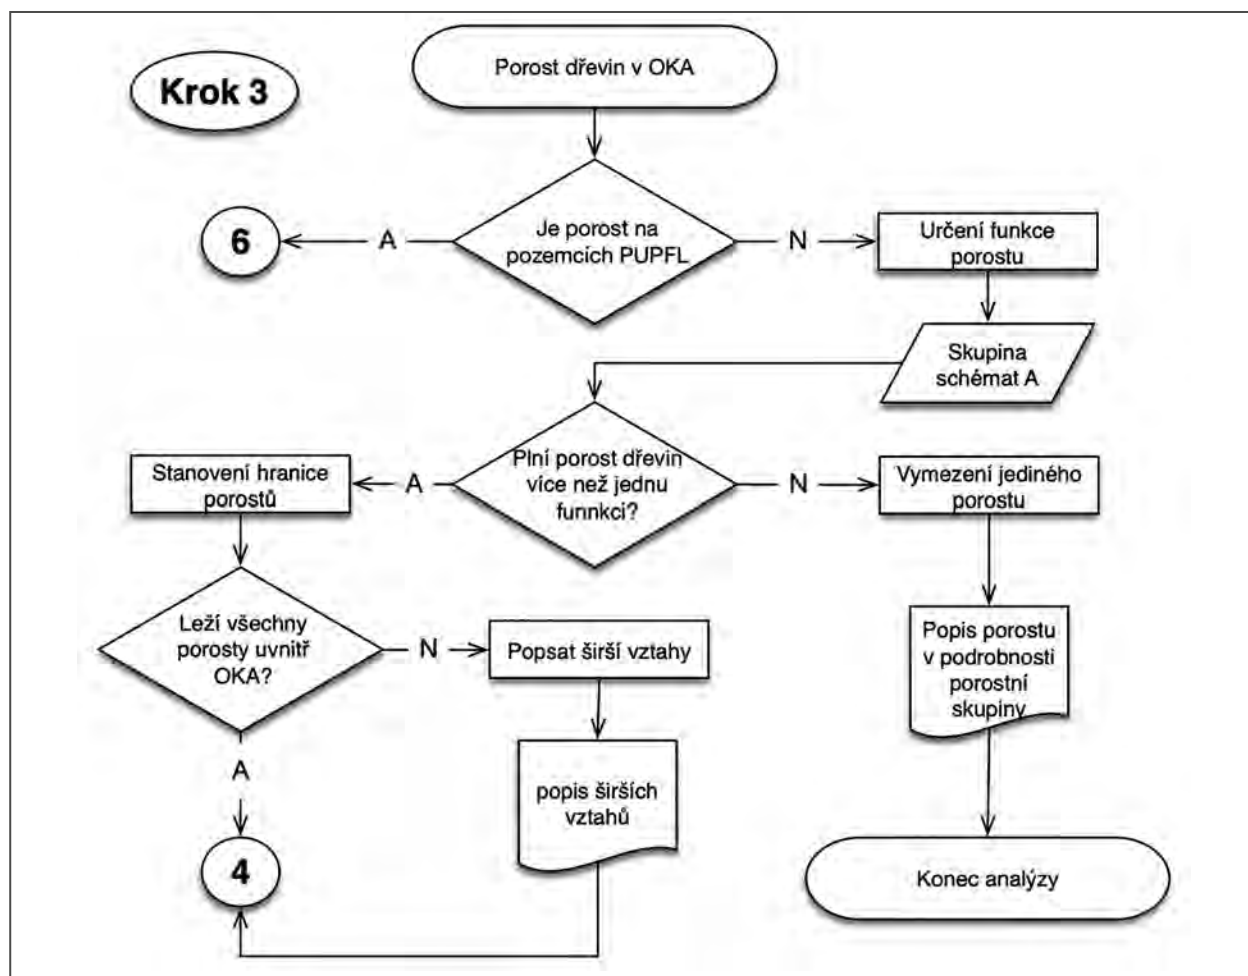 Krok 3
Porost dřevin v OKA
Je porost na
pozemcích PUPFL
A
6
N
Určení funkce
porostu
Skupina
schémat A
Plní porost dřevin
více než jednu
funnkci?
A
Stanovení hranice
porostů
N
Vymezení jediného
porostu
Leží všechny
porosty uvnitř
OKA?
N
Popsat širší vztahy
popis širších
vztahů
A
4
Popis porostu
v podrobnosti
porostní
skupiny
Konec analýzy